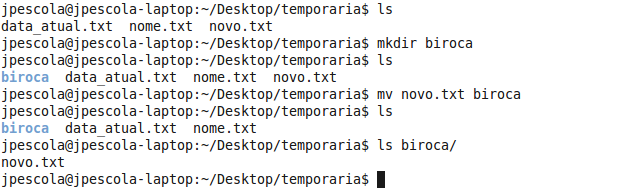 jpescola@jpescola-laptop:~/Desktop/temporaria$ ls
data_atual.txt  nome.txt  novo.txt
jpescola@jpescola-laptop:~/Desktop/temporaria$ mkdir biroca
jpescola@jpescola-laptop:~/Desktop/temporaria$ ls
biroca  data_atual.txt  nome.txt  novo.txt
jpescola@jpescola-laptop:~/Desktop/temporaria$ mv novo.txt biroca
jpescola@jpescola-laptop:~/Desktop/temporaria$ ls
biroca  data_atual.txt  nome.txt
jpescola@jpescola-laptop:~/Desktop/temporaria$ ls biroca/
novo.txt
jpescola@jpescola-laptop:~/Desktop/temporaria$